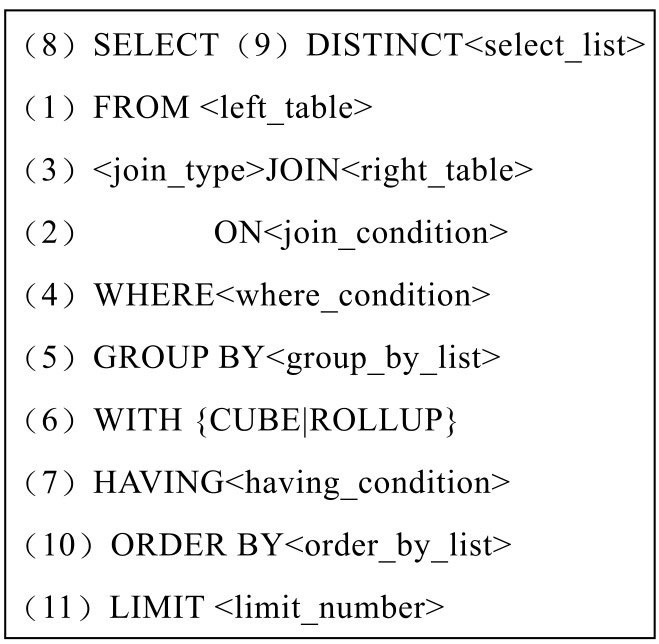 （8）SELECT（9）DISTINCT<select_list>
（1）FROM <left_table>
（3）<join_type>JOIN<right_table>
（2） ON<join_condition>
（4）WHERE<where_condition>
（5）GROUP BY<group_by_list>
（6）WITH {CUBE|ROLLUP}
（7）HAVING<having_condition>
（10）ORDER BY<order_by_list>
（11）LIMIT <limit_number>